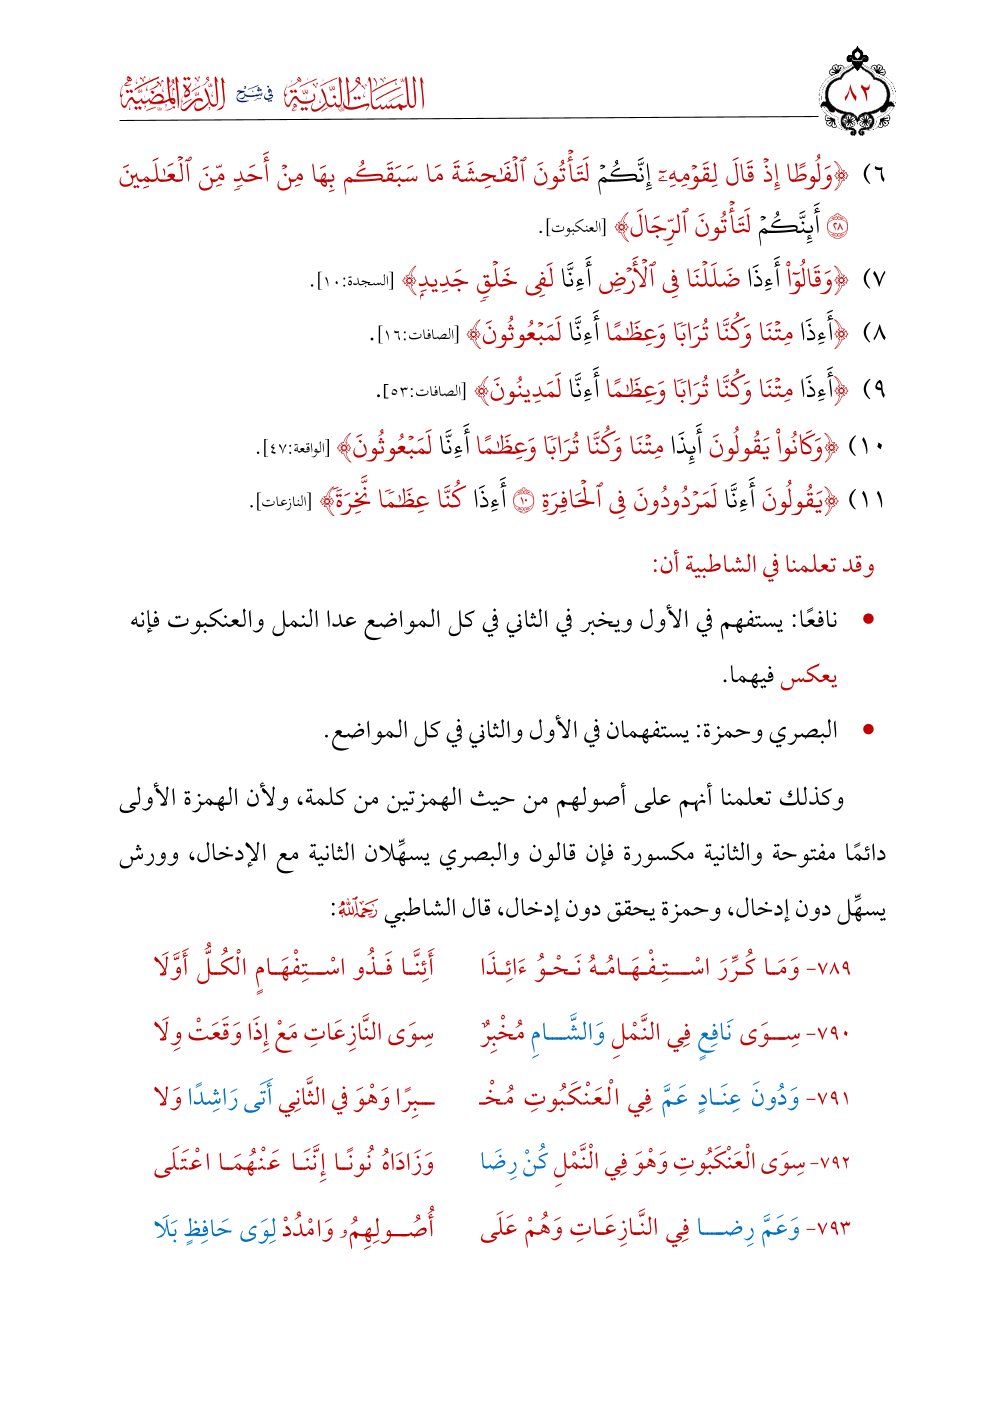 ٨٢
اللمسات الندية في شرح الدرة المضية
٦) ﴿وَلُوطًا إِذۡ قَالَ لِقَوۡمِهِۦٓ إِنَّكُمۡ لَتَأۡتُونَ ٱلۡفَٰحِشَةَ مَا سَبَقَكُم بِهَا مِنۡ أَحَدٖ مِّنَ ٱلۡعَٰلَمِينَ
٢٨ أَئِنَّكُمۡ لَتَأۡتُونَ ٱلرِّجَالَ﴾ [العنكبوت].
٧) ﴿وَقَالُوٓاْ أَءِذَا ضَلَلۡنَا فِي ٱلۡأَرۡضِ أَءِنَّا لَفِي خَلۡقٖ جَدِيدِۭ﴾ [السجدة:١٠].
٨) ﴿أَءِذَا مِتۡنَا وَكُنَّا تُرَابٗا وَعِظَٰمًا أَءِنَّا لَمَبۡعُوثُونَ﴾ [الصافات:١٦].
٩) ﴿أَءِذَا مِتۡنَا وَكُنَّا تُرَابٗا وَعِظَٰمًا أَءِنَّا لَمَدِينُونَ﴾ [الصافات:٥٣].
١٠) ﴿وَكَانُواْ يَقُولُونَ أَئِذَا مِتۡنَا وَكُنَّا تُرَابٗا وَعِظَٰمًا أَءِنَّا لَمَبۡعُوثُونَ﴾ [الواقعة:٤٧].
١١) ﴿يَقُولُونَ أَءِنَّا لَمَرۡدُودُونَ فِي ٱلۡحَافِرَةِ ١٠ أَءِذَا كُنَّا عِظَٰمٗا نَّخِرَةٗ﴾ [النازعات].
وقد تعلمنا في الشاطبية أن:
• نافعًا: يستفهم في الأول ويخبر في الثاني في كل المواضع عدا النمل والعنكبوت فإنه
يعكس فيهما.
• البصري وحمزة: يستفهمان في الأول والثاني في كل المواضع.
وكذلك تعلمنا أنهم على أصولهم من حيث الهمزتين من كلمة، ولأن الهمزة الأولى
دائمًا مفتوحة والثانية مكسورة فإن قالون والبصري يسهِّلان الثانية مع الإدخال، وورش
يسهِّل دون إدخال، وحمزة يحقق دون إدخال، قال الشاطبي رَحِمَهُ اللَّهُ:
٧٨٩- وَمَا كُرِّرَ اسْتِفْهَامُهُ نَحْوُ ءَائِذَا أَئِنَّا فَذُو اسْتِفْهَامٍ الْكُلُّ أَوَّلَا
٧٩٠- سِوَى نَافِعٍ فِي النَّمْلِ وَالشَّامِ مُخْبِرٌ سِوَى النَّازِعَاتِ مَعْ إِذَا وَقَعَتْ وِلَا
٧٩١- وَدُونَ عِنَادٍ عَمَّ فِي الْعَنْكَبُوتِ مُخْـ ـبِرًا وَهْوَ في الثَّانِي أَتَى رَاشِدًا وَلا
٧٩٢- سِوَى الْعَنْكَبُوتِ وَهْوَ فِي الْنَّمْلِ كُنْ رِضَا وَزَادَاهُ نُونًا إِنَّنَا عَنْهُمَا اعْتَلَى
٧٩٣- وَعَمَّ رِضا فِي النَّازِعَاتِ وَهُمْ عَلَى أُصُولِهِمُۥ وَامْدُدْ لِوَى حَافِظٍ بَلَا